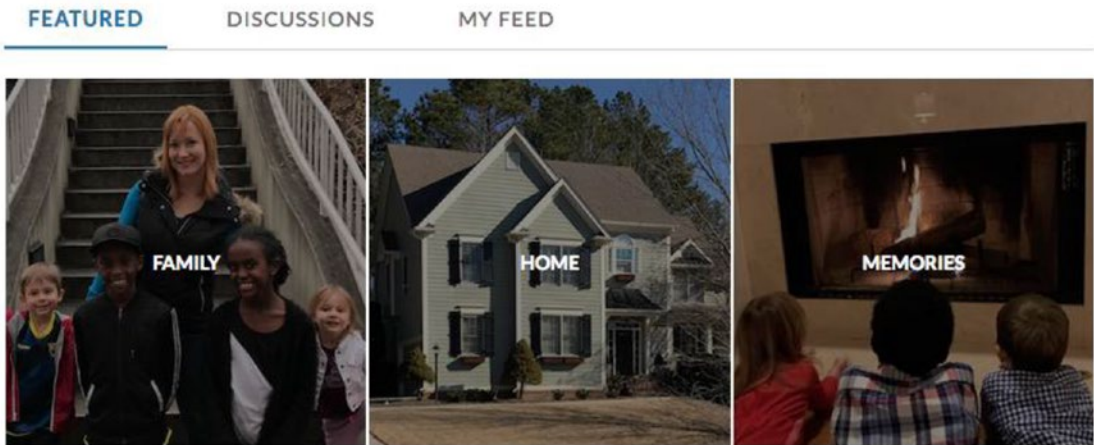 FEATURED DISCUSSIONS MY FEED
FAMILY HOME MEMORIES